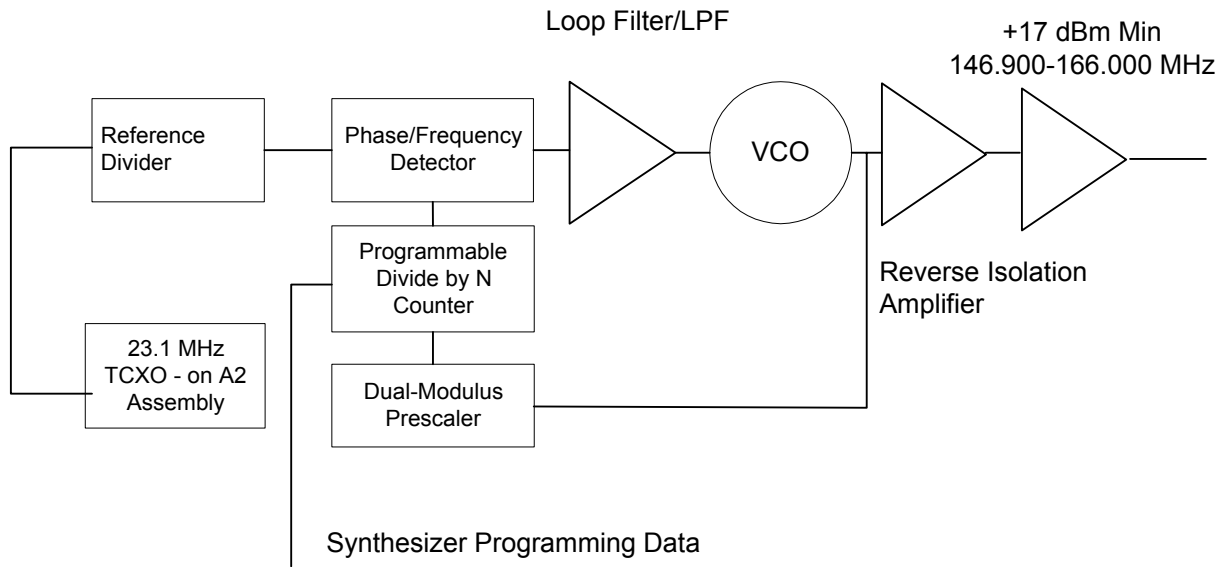 Loop Filter/LPF
+17 dBm Min
146.900-166.000 MHz
Reference
Divider
Phase/Frequency
Detector
VCO
Programmable
Divide by N
Counter
Reverse Isolation
Amplifier
23.1 MHz
TCXO - on A2
Assembly
Dual-Modulus
Prescaler
Synthesizer Programming Data